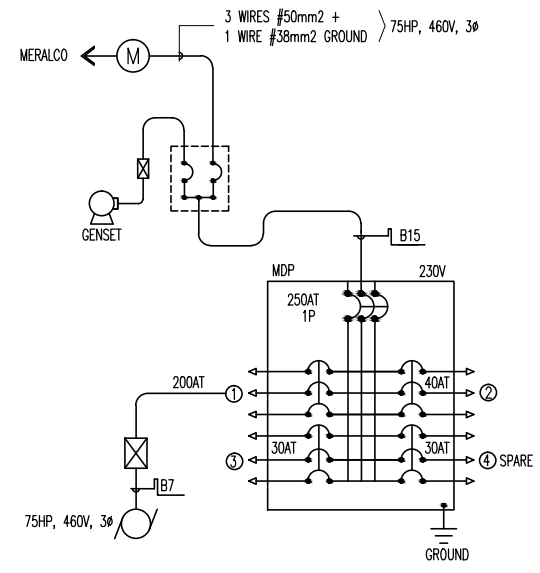 3 WIRES #50mm2 +
1 WIRE #38mm2 GROUND
75HP, 460V, 3ø
MERALCO
M
GENSET
B15
MDP
230V
250AT
1P
200AT
1
40AT
2
3
30AT
30AT
4 SPARE
B7
75HP, 460V, 3ø
GROUND